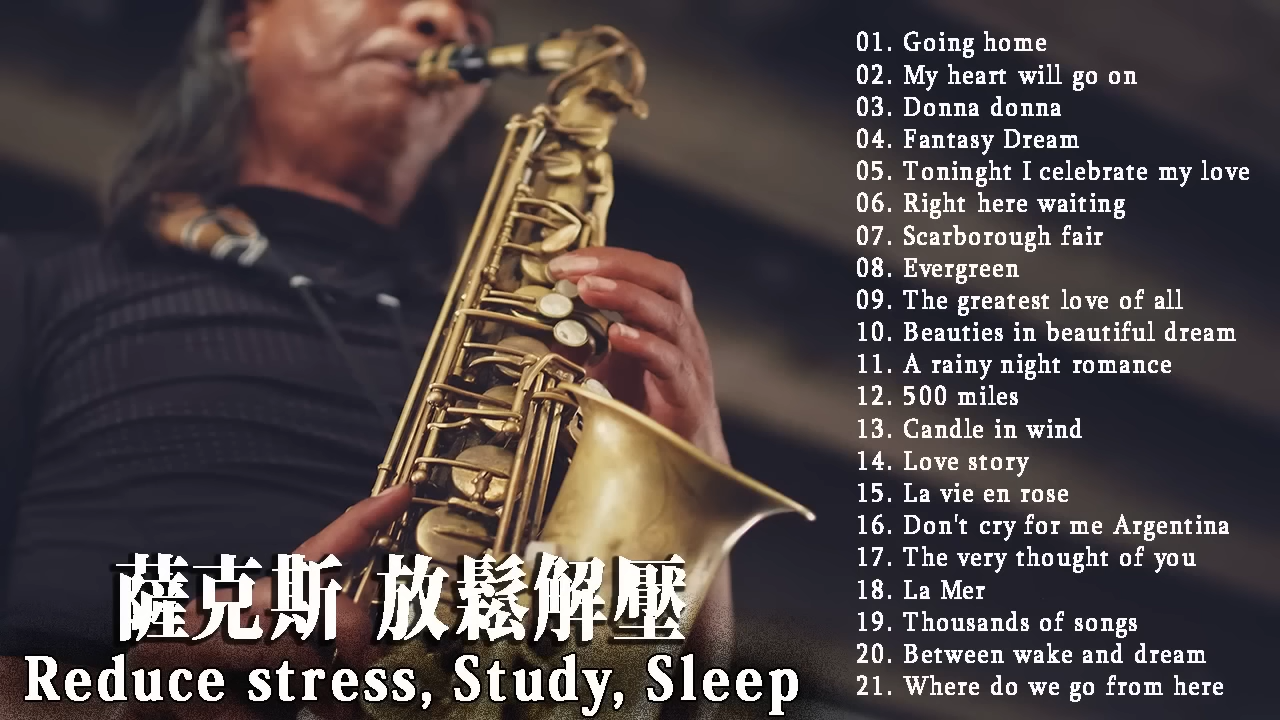 01. Going home
02. My heart will go on
03. Donna donna
04. Fantasy Dream
05. Toninght I celebrate my love
06. Right here waiting
07. Scarborough fair
08. Evergreen
09. The greatest love of all
10. Beauties in beautiful dream
11. A rainy night romance
12. 500 miles
13. Candle in wind
14. Love story
15. La vie en rose
16. Don't cry for me Argentina
17. The very thought of you
18. La Mer
19. Thousands of songs
20. Between wake and dream
21. Where do we go from here
薩克斯 放鬆解壓
Reduce stress, Study, Sleep